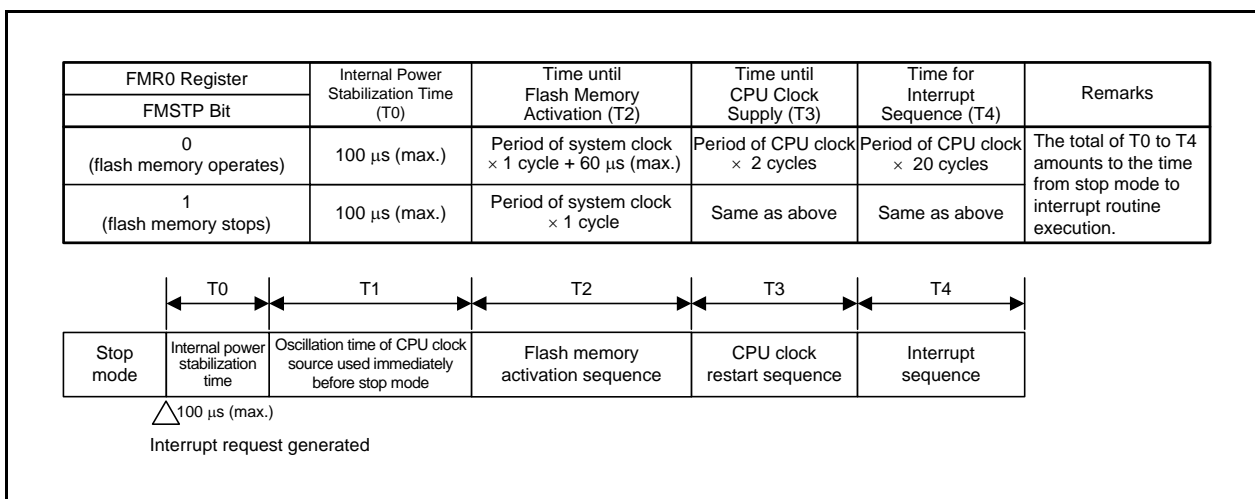 FMR0 Register
FMSTP Bit
Internal Power
Stabilization Time
(T0)
Time until
Flash Memory
Activation (T2)
Time until
CPU Clock
Supply (T3)
Time for
Interrupt
Sequence (T4)
Remarks
0
(flash memory operates)
100 μs (max.)
Period of system clock
× 1 cycle + 60 μs (max.)
Period of CPU clock
× 2 cycles
Period of CPU clock
× 20 cycles
The total of T0 to T4
amounts to the time
from stop mode to
interrupt routine
execution.
1
(flash memory stops)
100 μs (max.)
Period of system clock
× 1 cycle
Same as above
Same as above
T0
T1
T2
T3
T4
Stop
mode
Internal power
stabilization
time
Oscillation time of CPU clock
source used immediately
before stop mode
Flash memory
activation sequence
CPU clock
restart sequence
Interrupt
sequence
100 μs (max.)
Interrupt request generated